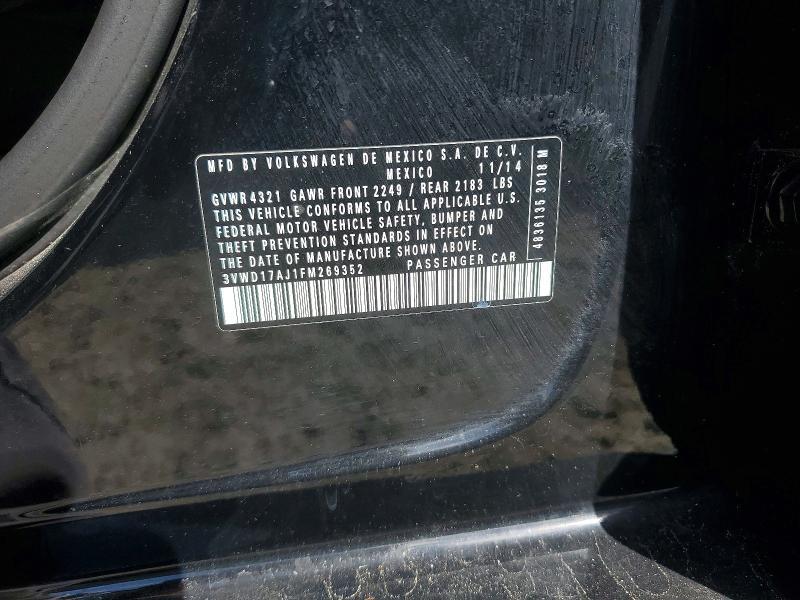 MFD BY VOLKSWAGEN DE MEXICO S.A. DE C.V.
MEXICO 11/14
GVWR 4321 GAWR FRONT 2249 / REAR 2183 LBS
THIS VEHICLE CONFORMS TO ALL APPLICABLE U.S.
FEDERAL MOTOR VEHICLE SAFETY, BUMPER AND
THEFT PREVENTION STANDARDS IN EFFECT ON
THE DATE OF MANUFACTURE SHOWN ABOVE.
3VWD17AJ1FM269352 PASSENGER CAR
4836135 3018 M